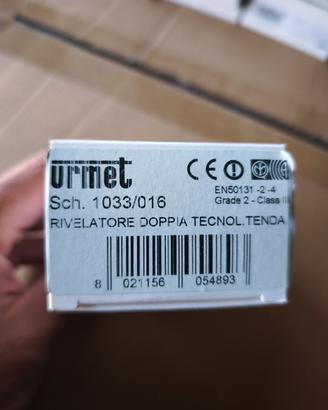 urmet
CE
EN50131 -2 -4
Sch. 1033/016
Grade 2 - Class II
RIVELATORE DOPPIA TECNOL.TENDA
8 021156 054893